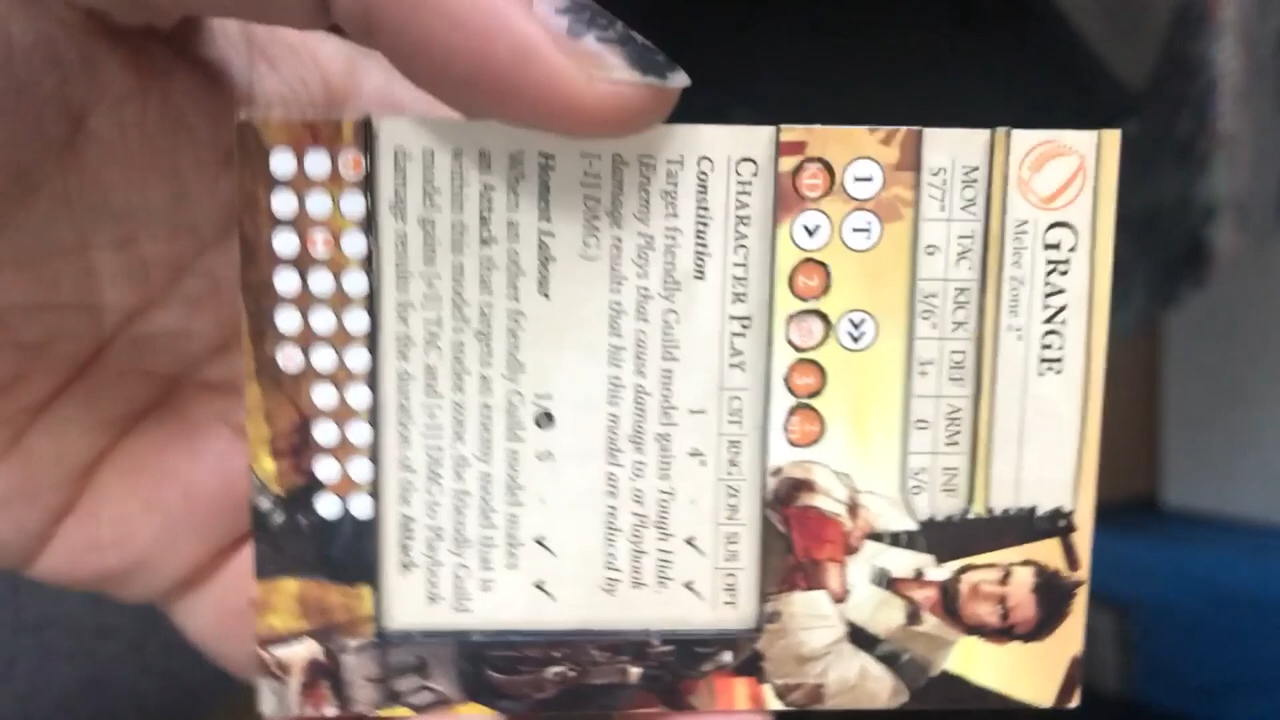 GRANGE
Melee Zone 2"
MOV TAC KICK DEF ARM INF
5"/7" 6 3/6" 3+ 0 5/6
1 T >>
1 > 2 3 2
CHARACTER PLAY CST RNG ZON SUS OPT
Constitution 1 4" ✓ ✓
Target friendly Guild model gains Tough Hide.
(Enemy Plays that cause damage to, or Playbook
damage results that hit this model are reduced by
[-1] DMG.)
Honest Labour 1/ S ✓ ✓
When an other friendly Guild model makes
an Attack that targets an enemy model that is
within this model's melee zone, the friendly Guild
model gains [+1] TAC and [+1] DMG to Playbook
damage results for the duration of the Attack